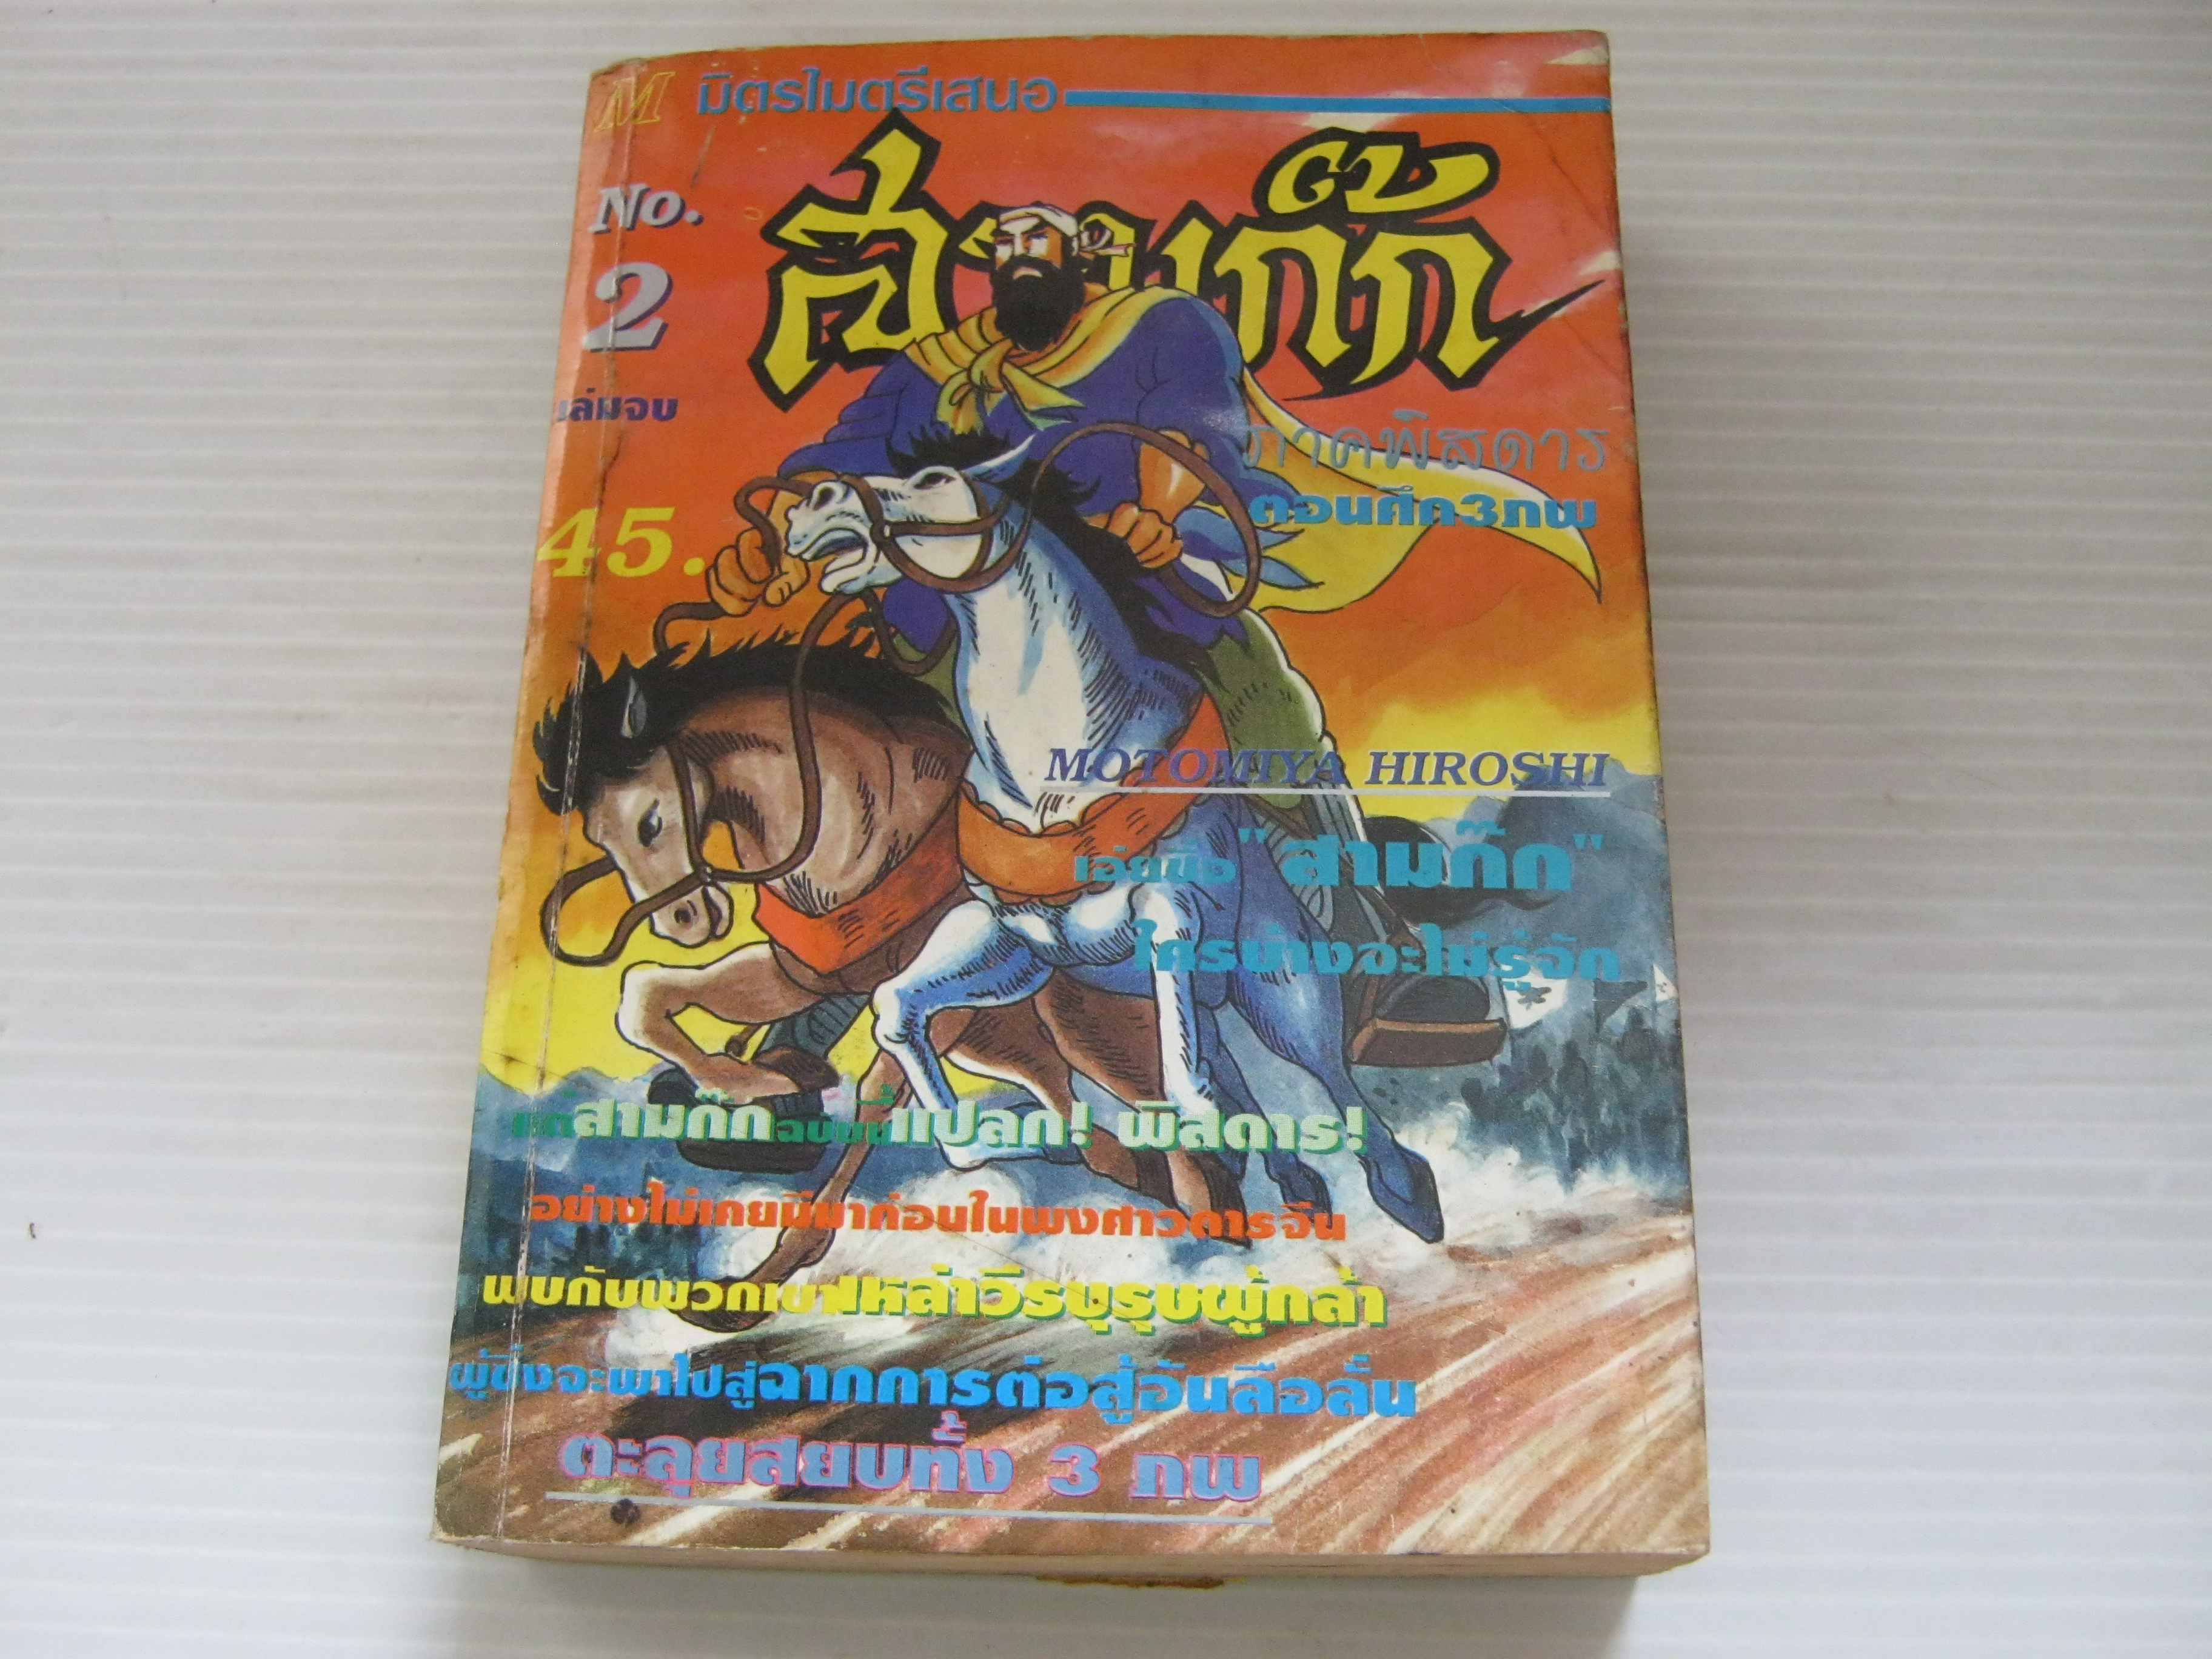 M มิตรไมตรีเสนอ
สามก๊ก
No.
2
เล่มจบ
ภาคพิสดาร
ตอนศึก3ภพ
45.
MOTOMIYA HIROSHI
เอ่ยชื่อ "สามก๊ก"
ใครบ้างจะไม่รู้จัก
แต่สามก๊กฉบับนี้แปลก! พิสดาร!
อย่างไม่เคยมีมาก่อนในพงศาวดารจีน
พบกับพวกเขาเหล่าวีรบุรุษผู้กล้า
ผู้ซึ่งจะพาไปสู่ฉากการต่อสู้อันลือลั่น
ตะลุยสยบทั้ง 3 ภพ